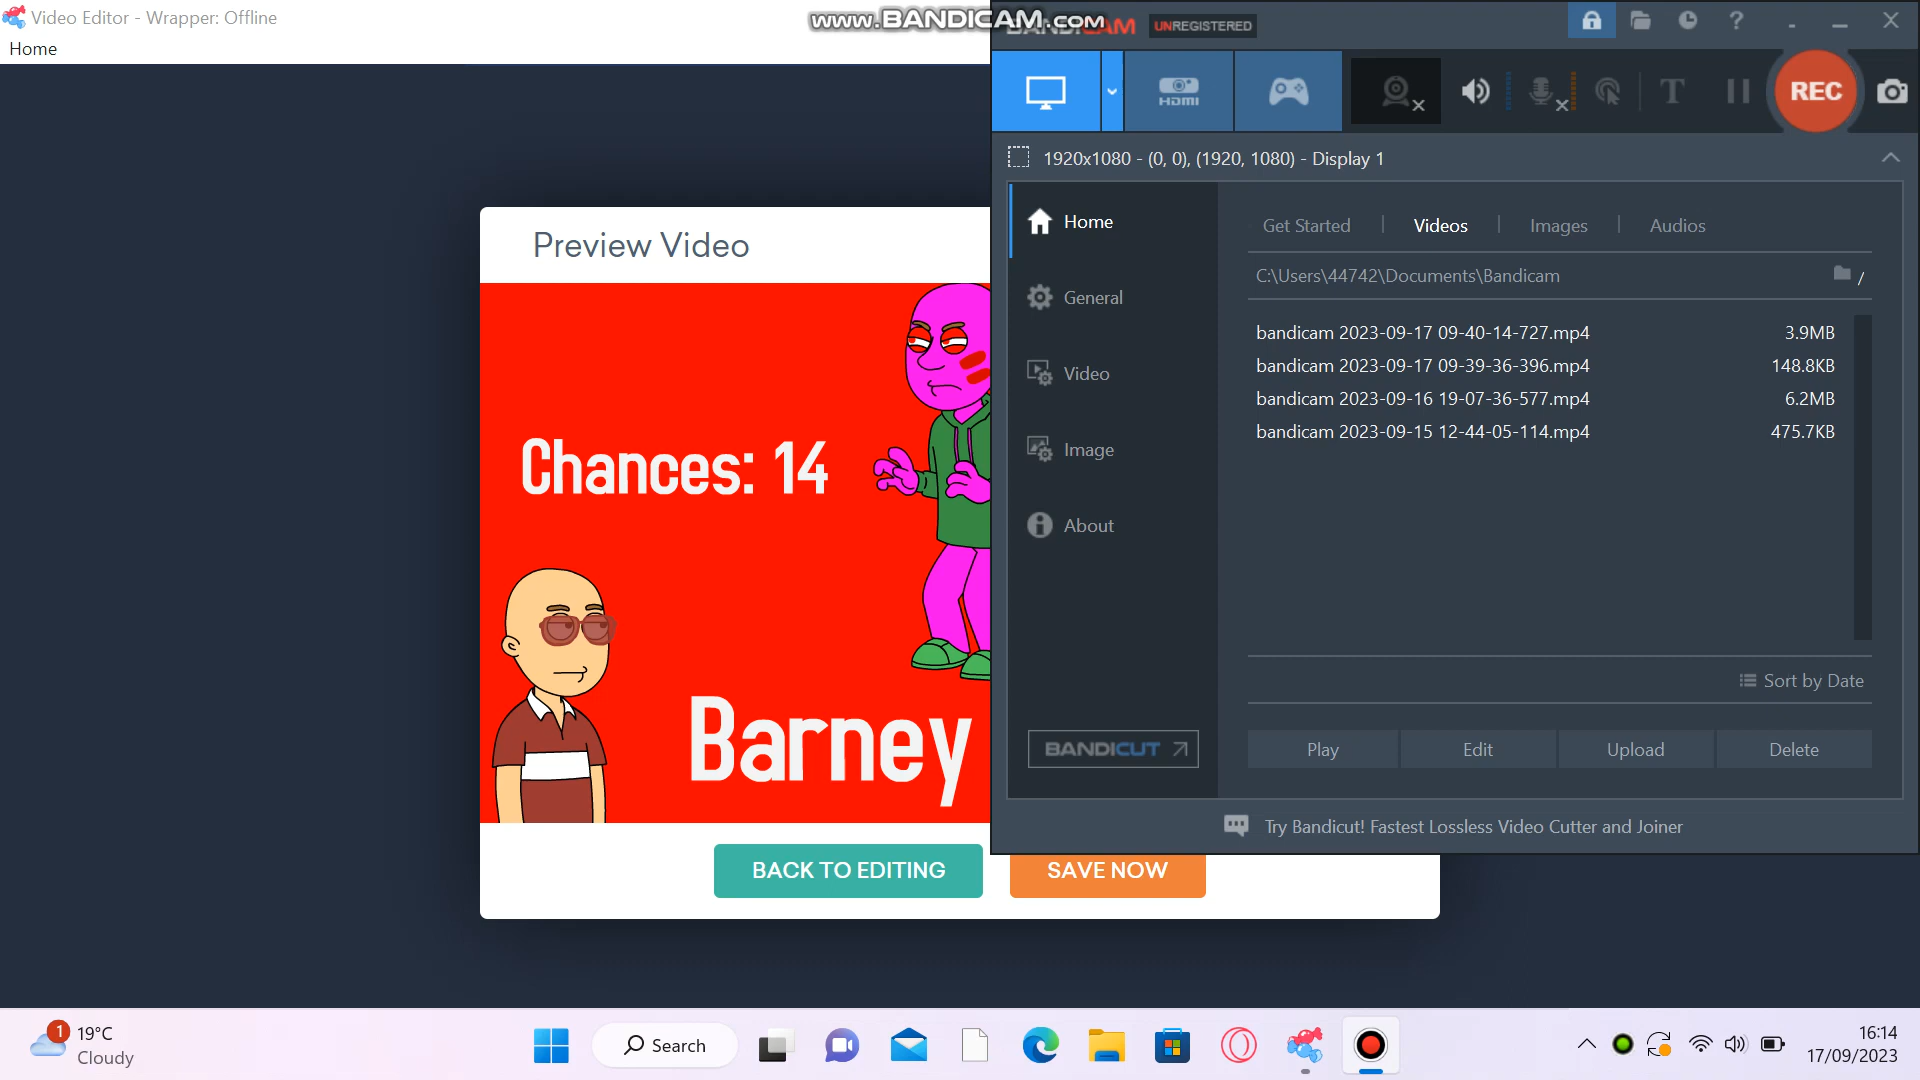 Video Editor - Wrapper: Offline
Home
www.BANDICAM.com
BANDICAM UNREGISTERED
HDMI
T
REC
1920x1080 - (0, 0), (1920, 1080) - Display 1
Home
General
Video
Image
About
BANDICUT
Get Started
Videos
Images
Audios
C:\Users\44742\Documents\Bandicam
/
bandicam 2023-09-17 09-40-14-727.mp4 3.9MB
bandicam 2023-09-17 09-39-36-396.mp4 148.8KB
bandicam 2023-09-16 19-07-36-577.mp4 6.2MB
bandicam 2023-09-15 12-44-05-114.mp4 475.7KB
Sort by Date
Play Edit Upload Delete
Try Bandicut! Fastest Lossless Video Cutter and Joiner
Preview Video
Chances: 14
Barney
BACK TO EDITING
SAVE NOW
1
19°C
Cloudy
Search
16:14
17/09/2023